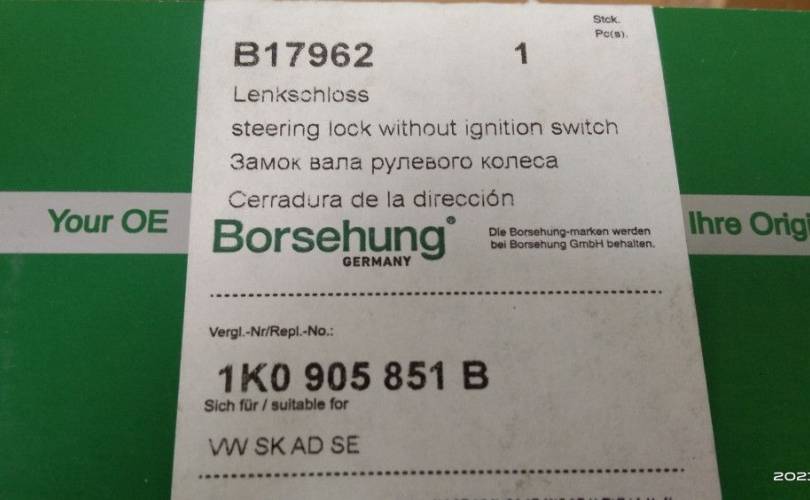 Stck.
Pc(s).
B17962 1
Lenkschloss
steering lock without ignition switch
Замок вала рулевого колеса
Cerradura de la dirección
Your OE
Borsehung®
GERMANY
Die Borsehung-marken werden
bei Borsehung GmbH behalten.
Ihre Origi
Vergl.-Nr/Repl.-No.:
1K0 905 851 B
Sich für / suitable for
VW SK AD SE
2023